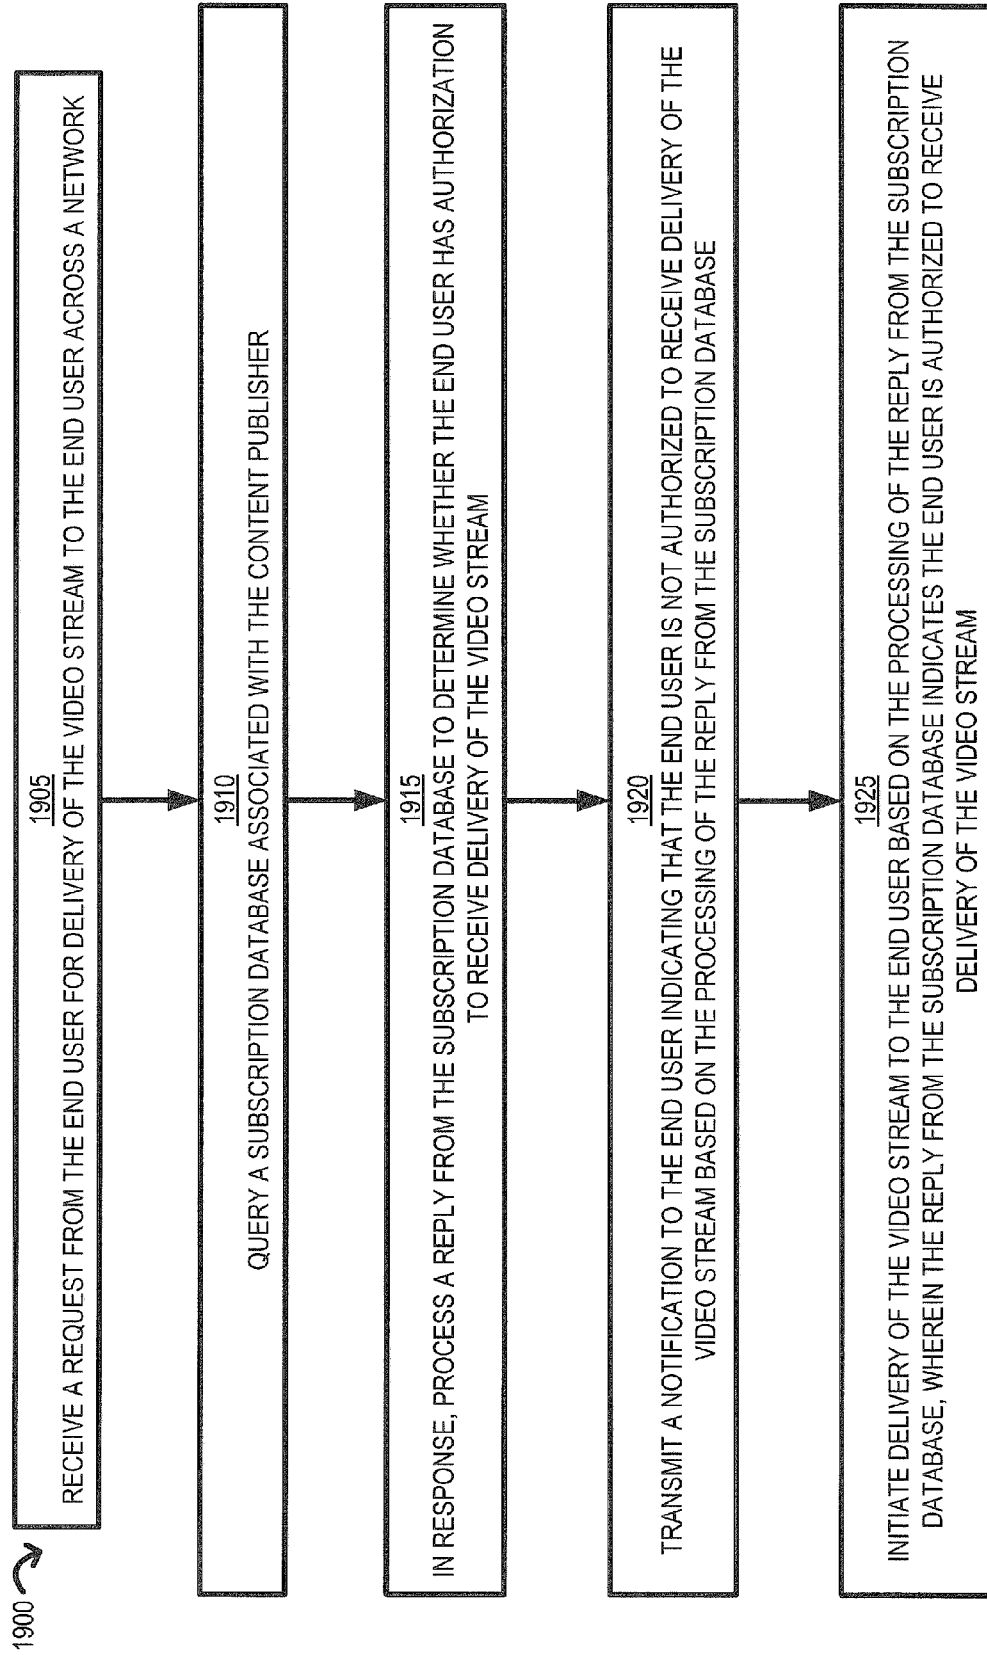 1900
1905
RECEIVE A REQUEST FROM THE END USER FOR DELIVERY OF THE VIDEO STREAM TO THE END USER ACROSS A NETWORK
1910
QUERY A SUBSCRIPTION DATABASE ASSOCIATED WITH THE CONTENT PUBLISHER
1915
IN RESPONSE, PROCESS A REPLY FROM THE SUBSCRIPTION DATABASE TO DETERMINE WHETHER THE END USER HAS AUTHORIZATION
TO RECEIVE DELIVERY OF THE VIDEO STREAM
1920
TRANSMIT A NOTIFICATION TO THE END USER INDICATING THAT THE END USER IS NOT AUTHORIZED TO RECEIVE DELIVERY OF THE
VIDEO STREAM BASED ON THE PROCESSING OF THE REPLY FROM THE SUBSCRIPTION DATABASE
1925
INITIATE DELIVERY OF THE VIDEO STREAM TO THE END USER BASED ON THE PROCESSING OF THE REPLY FROM THE SUBSCRIPTION
DATABASE, WHEREIN THE REPLY FROM THE SUBSCRIPTION DATABASE INDICATES THE END USER IS AUTHORIZED TO RECEIVE
DELIVERY OF THE VIDEO STREAM